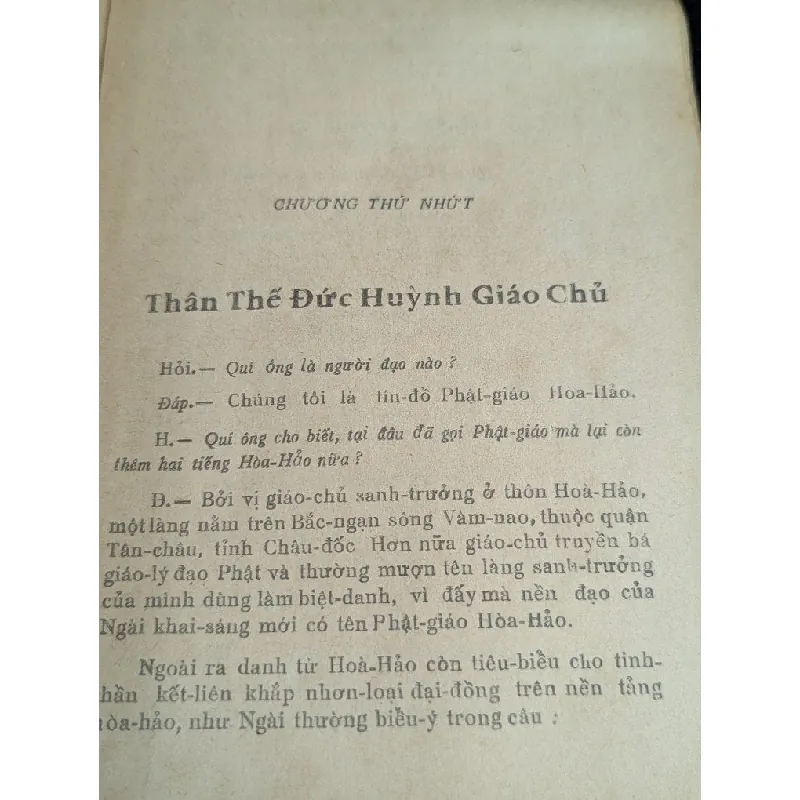 CHƯƠNG THỨ NHỨT
Thân Thế Đức Huỳnh Giáo Chủ
Hỏi.— Quí ông là người đạo nào ?
Đáp.— Chúng tôi là tín-đồ Phật-giáo Hoa-Hảo.
H.— Quí ông cho biết, tại đâu đã gọi Phật-giáo mà lại còn
thêm hai tiếng Hòa-Hảo nữa ?
Đ.— Bởi vị giáo-chủ sanh-trưởng ở thôn Hoà-Hảo,
một làng nằm trên Bắc-ngạn sông Vàm-nao, thuộc quận
Tân-châu, tỉnh Châu-đốc Hơn nữa giáo-chủ truyền bá
giáo-lý đạo Phật và thường mượn tên làng sanh-trưởng
của mình dùng làm biệt-danh, vì đấy mà nền đạo của
Ngài khai-sáng mới có tên Phật-giáo Hòa-Hảo.
Ngoài ra danh từ Hoà-Hảo còn tiêu-biểu cho tình-
hần kết-liên khắp nhơn-loại đại-đồng trên nền tảng
òa-hảo, như Ngài thường biểu-ý trong câu :